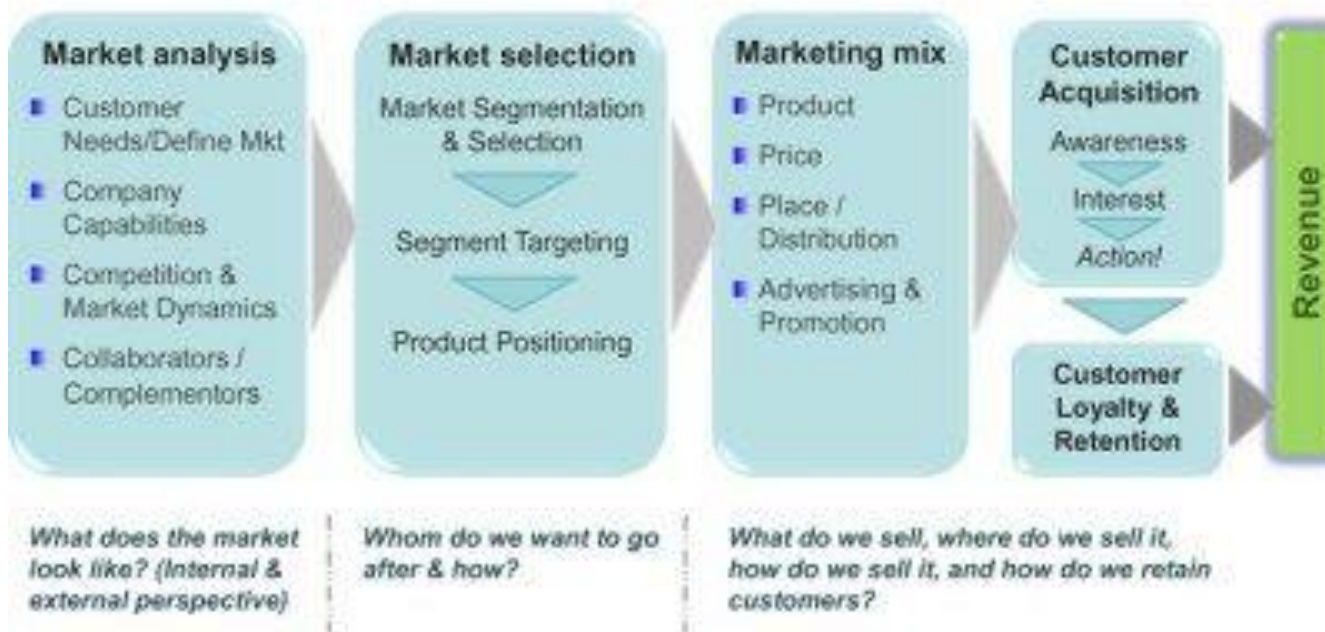 Market analysis
Customer
Needs/Define Mkt
Company
Capabilities
Competition &
Market Dynamics
Collaborators /
Complementors
Market selection
Market Segmentation
& Selection
Segment Targeting
Product Positioning
Marketing mix
Product
Price
Place /
Distribution
Advertising &
Promotion
Customer
Acquisition
Awareness
Interest
Action!
Customer
Loyalty &
Retention
Revenue
What does the market
look like? (Internal &
external perspective)
Whom do we want to go
after & how?
What do we sell, where do we sell it,
how do we sell it, and how do we retain
customers?